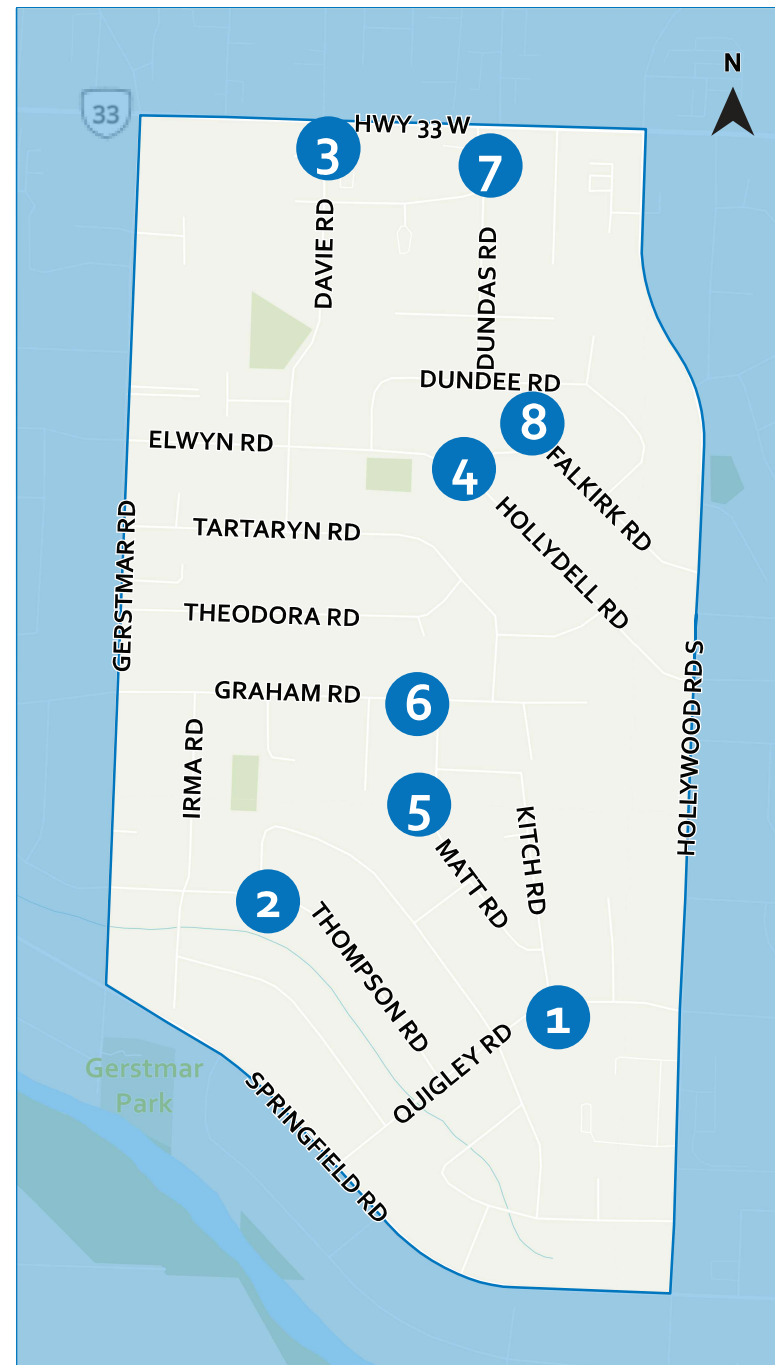 N
33
HWY 33 W
3
7
DAVIE RD
DUNDAS RD
DUNDEE RD
8
ELWYN RD
4
FALKIRK RD
HOLLYDELL RD
TARTARYN RD
GERSTMAR RD
THEODORA RD
HOLLYWOOD RD S
GRAHAM RD
6
IRMA RD
5
KITCH RD
MATT RD
2
THOMPSON RD
1
QUIGLEY RD
Gerstmar
Park
SPRINGFIELD RD